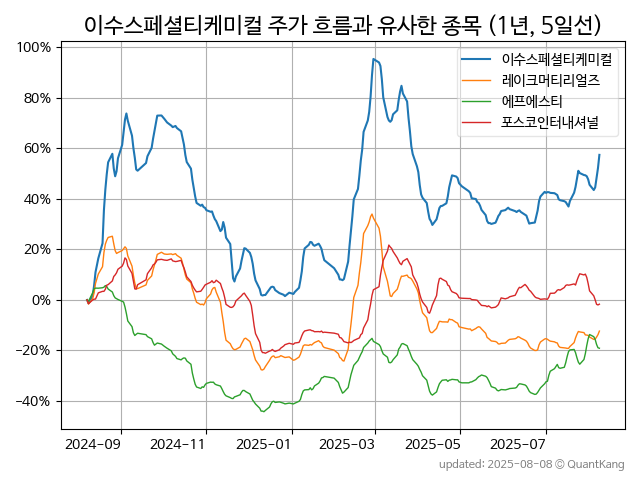 이수스페셜티케미컬 주가 흐름과 유사한 종목 (1년, 5일선)
100%
80%
60%
40%
20%
0%
−20%
−40%
이수스페셜티케미컬
레이크머티리얼즈
에프에스티
포스코인터내셔널
2024-09
2024-11
2025-01
2025-03
2025-05
2025-07
updated: 2025-08-08 © QuantKang